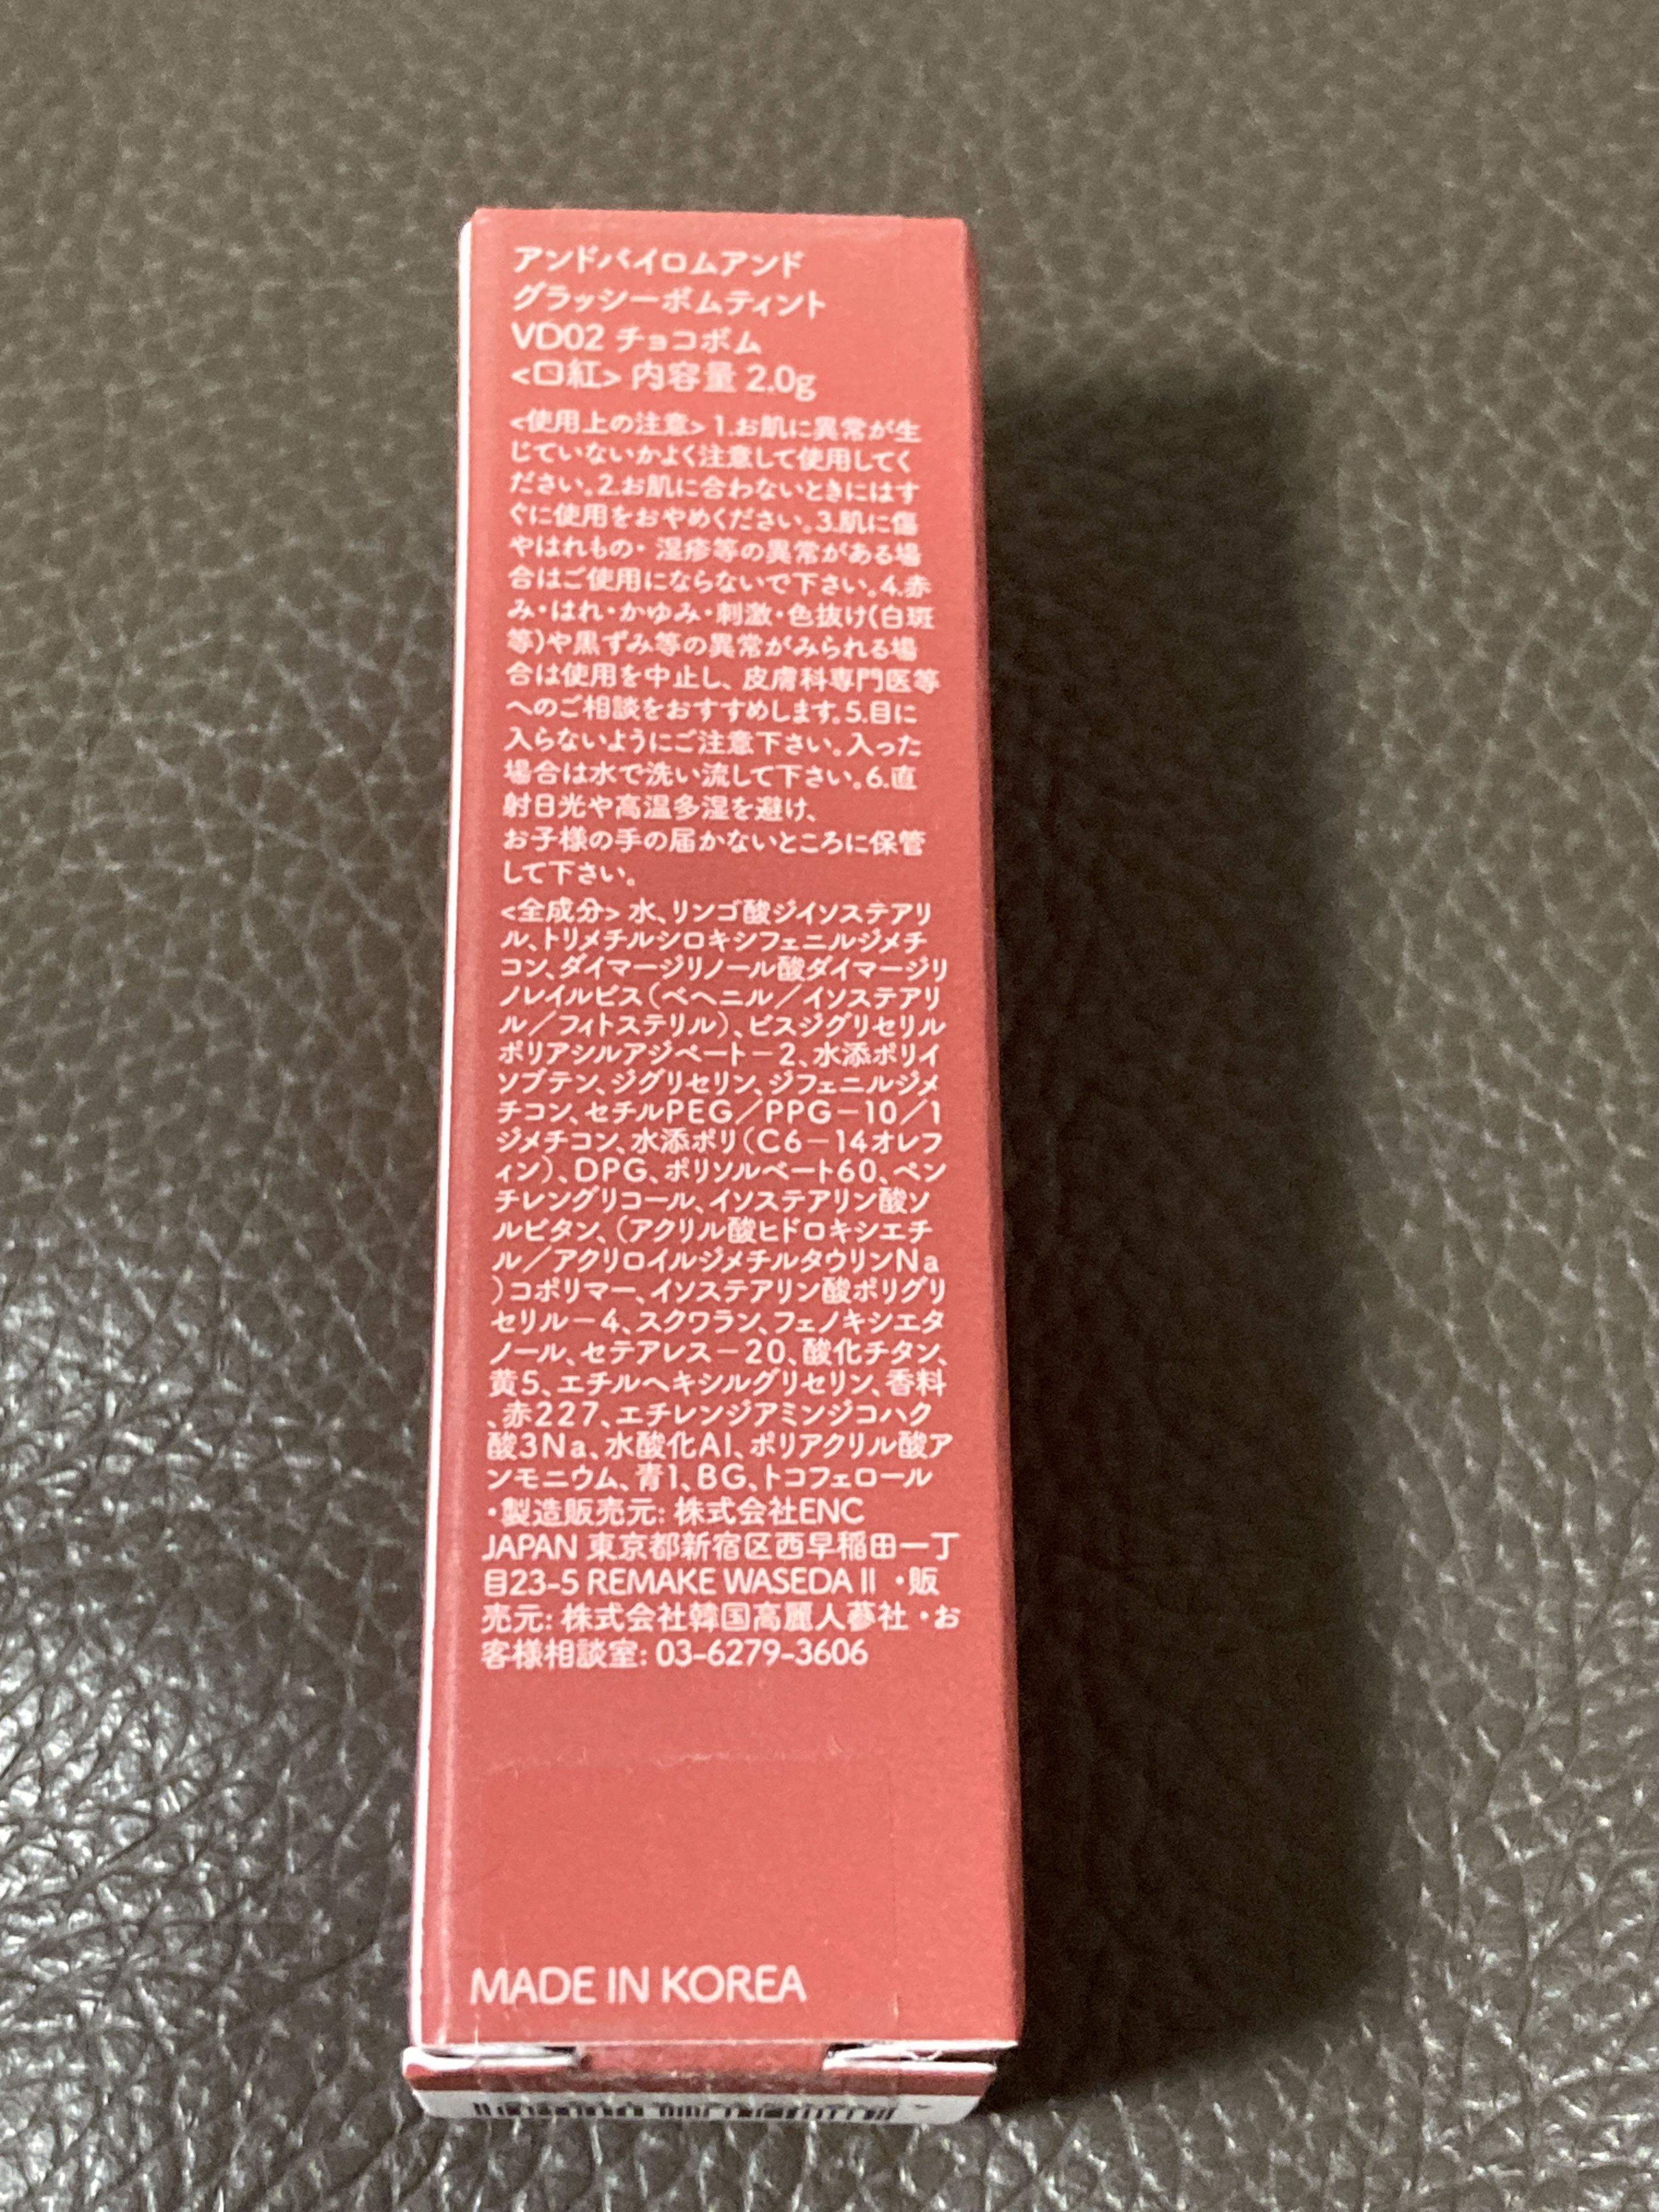 アンドバイロムアンド
グラッシーボムティント
VD02 チョコボム
<口紅> 内容量 2.0g
<使用上の注意> 1.お肌に異常が生
じていないかよく注意して使用してく
ださい。2.お肌に合わないときにはす
ぐに使用をおやめください。3.肌に傷
やはれもの・湿疹等の異常がある場
合はご使用にならないで下さい。4.赤
み・はれ・かゆみ・刺激・色抜け(白斑
等)や黒ずみ等の異常がみられる場
合は使用を中止し、皮膚科専門医等
へのご相談をおすすめします。5.目に
入らないようにご注意下さい。入った
場合は水で洗い流して下さい。6.直
射日光や高温多湿を避け、
お子様の手の届かないところに保管
して下さい。
<全成分> 水、リンゴ酸ジイソステアリ
ル、トリメチルシロキシフェニルジメチ
コン、ダイマージリノール酸ダイマージリ
ノレイルビス（ベヘニル／イソステアリ
ル／フィトステリル）、ビスジグリセリル
ポリアシルアジペート－2、水添ポリイ
ソブテン、ジグリセリン、ジフェニルジメ
チコン、セチルPEG／PPG－10／1
ジメチコン、水添ポリ（C6－14オレフ
ィン）、DPG、ポリソルベート60、ペン
チレングリコール、イソステアリン酸ソ
ルビタン、（アクリル酸ヒドロキシエチ
ル／アクリロイルジメチルタウリンNa
）コポリマー、イソステアリン酸ポリグリ
セリル－4、スクワラン、フェノキシエタ
ノール、セテアレス－20、酸化チタン、
黄5、エチルヘキシルグリセリン、香料
、赤227、エチレンジアミンジコハク
酸3Na、水酸化Al、ポリアクリル酸ア
ンモニウム、青1、BG、トコフェロール
・製造販売元: 株式会社ENC
JAPAN 東京都新宿区西早稲田一丁
目23-5 REMAKE WASEDA II ・販
売元: 株式会社韓国高麗人蔘社 ・お
客様相談室: 03-6279-3606
MADE IN KOREA